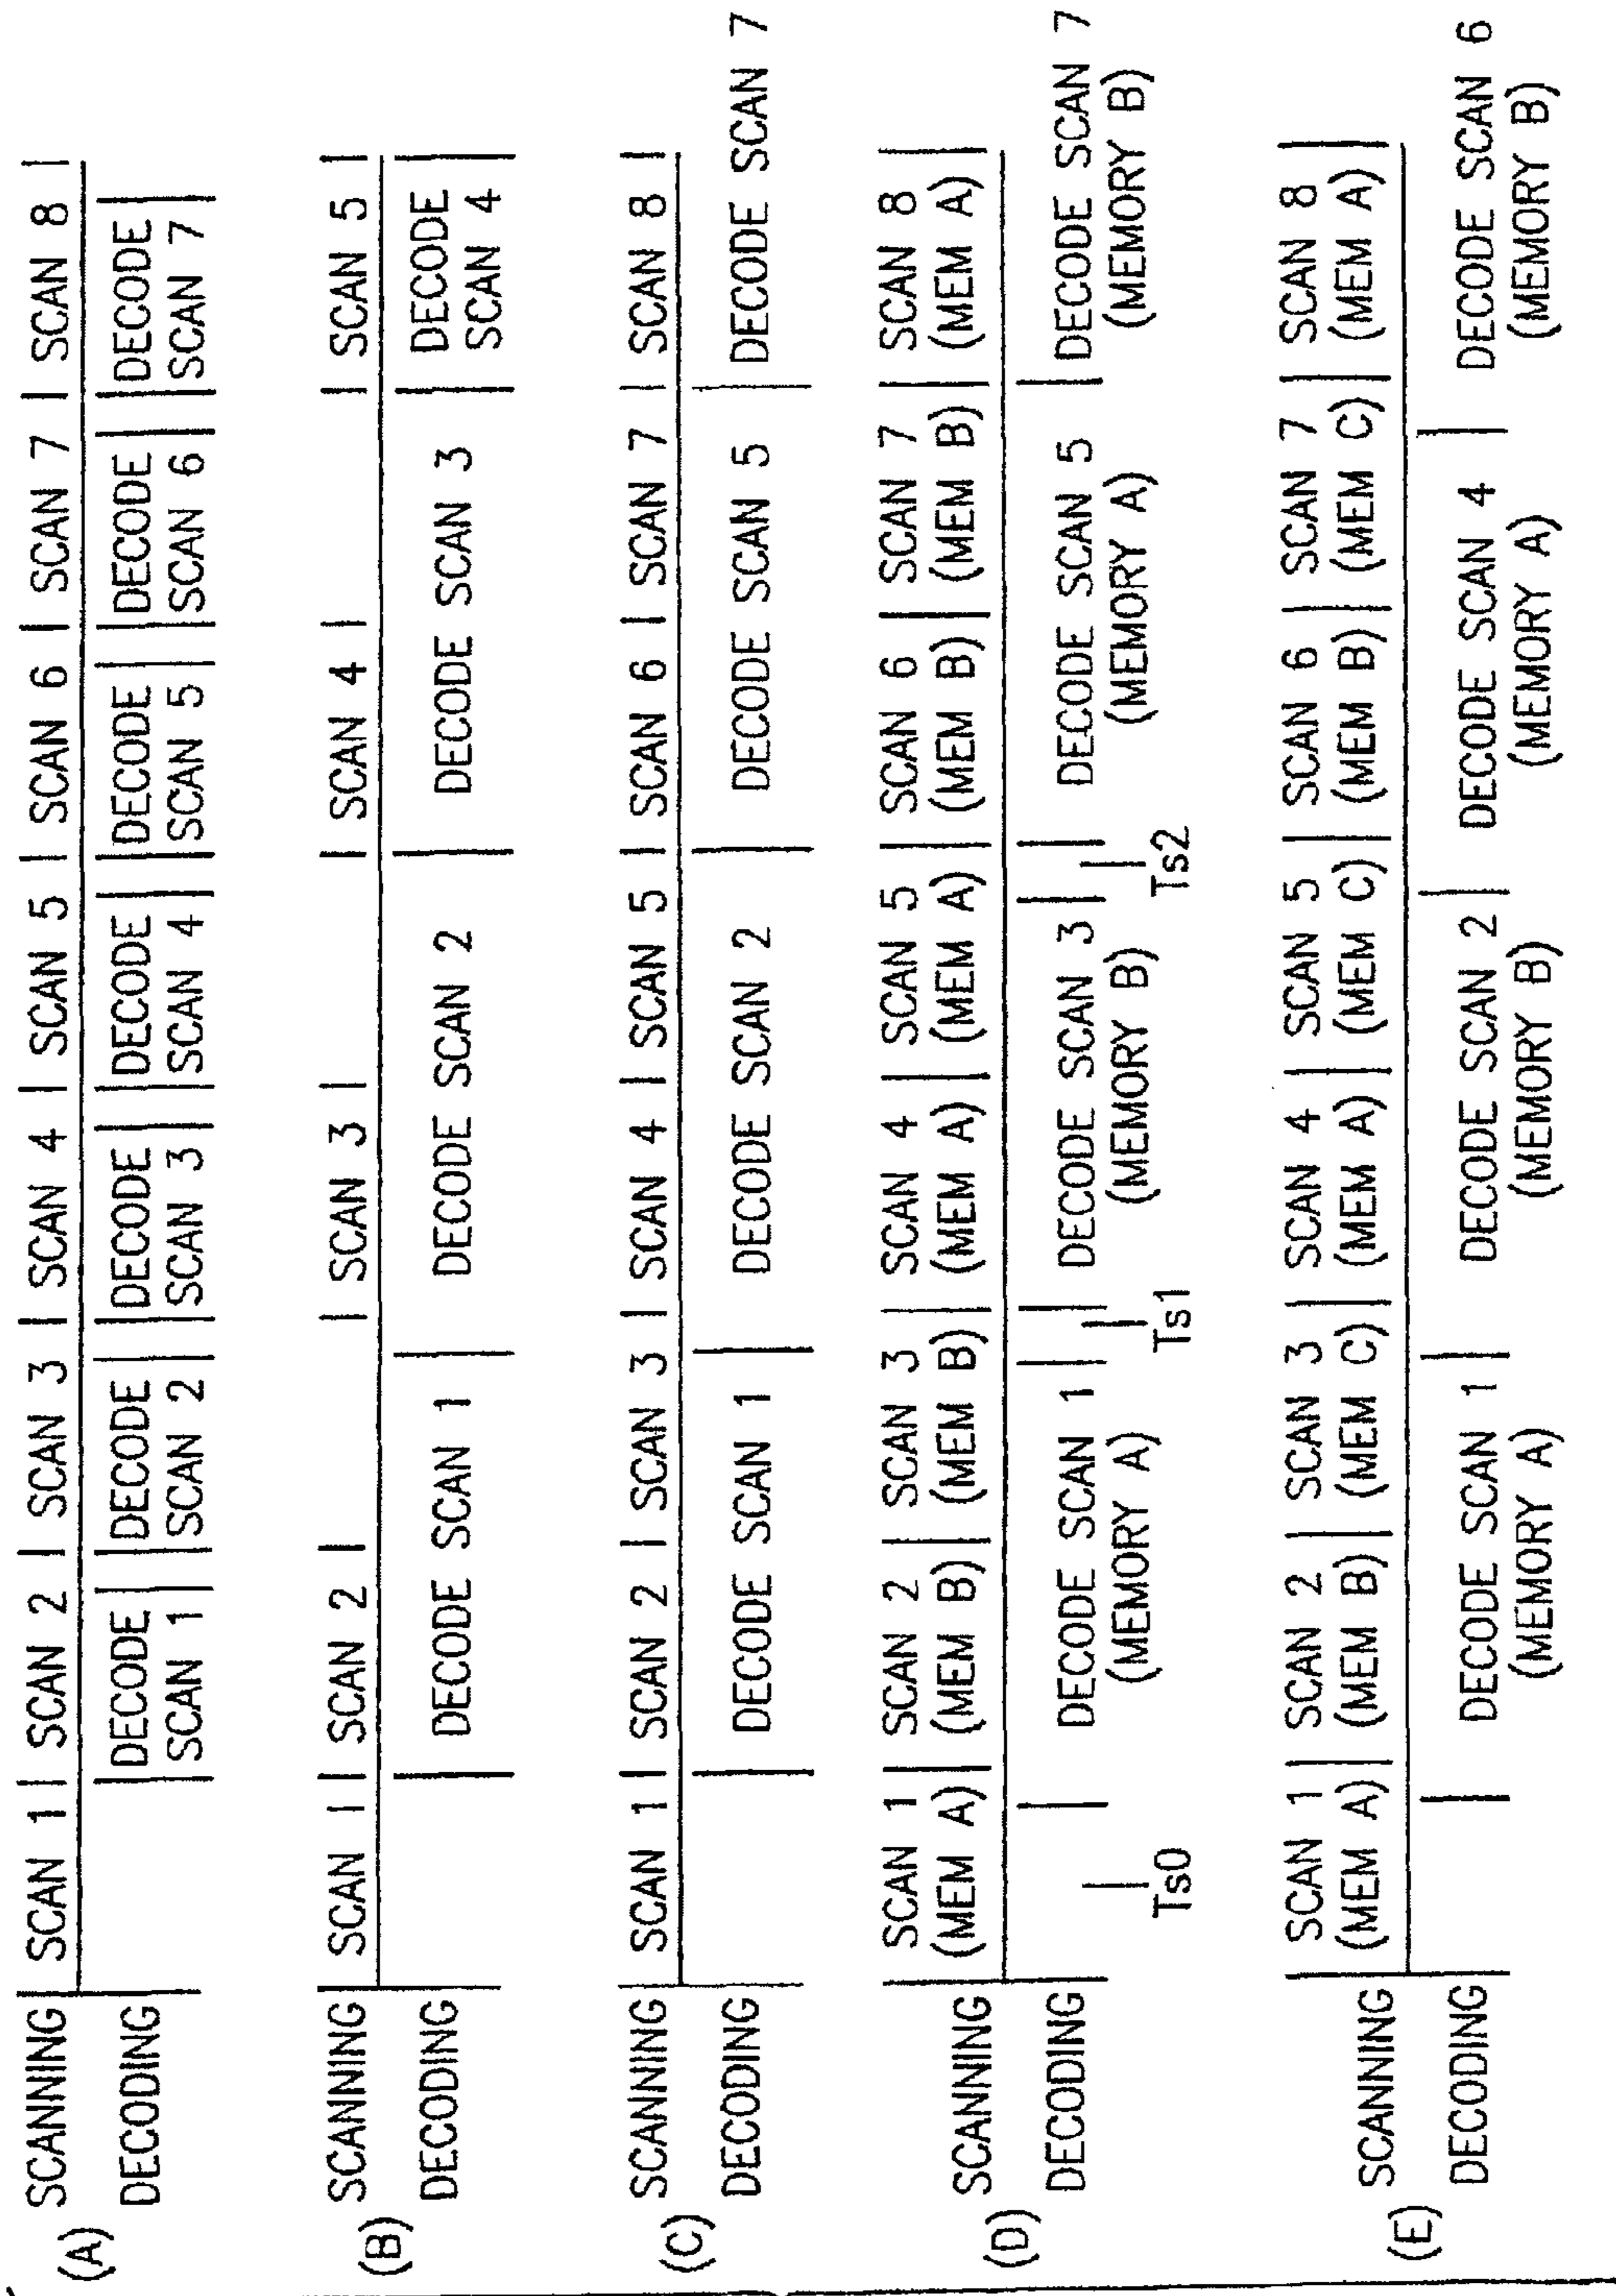 (A)
SCANNING SCAN 1 | SCAN 2 | SCAN 3 | SCAN 4 | SCAN 5 | SCAN 6 | SCAN 7 | SCAN 8 |
DECODING | DECODE SCAN 1 | | DECODE SCAN 2 | | DECODE SCAN 3 | | DECODE SCAN 4 | | DECODE SCAN 5 | | DECODE SCAN 6 | | DECODE SCAN 7 |
(B)
SCANNING SCAN 1 | SCAN 2 | | SCAN 3 | | SCAN 4 | | SCAN 5 |
DECODING | DECODE SCAN 1 | DECODE SCAN 2 | DECODE SCAN 3 | DECODE SCAN 4 |
(C)
SCANNING SCAN 1 | SCAN 2 | SCAN 3 | SCAN 4 | SCAN 5 | SCAN 6 | SCAN 7 | SCAN 8 |
DECODING | DECODE SCAN 1 | DECODE SCAN 2 | DECODE SCAN 5 | DECODE SCAN 7
(D)
SCANNING SCAN 1 | SCAN 2 | SCAN 3 | SCAN 4 | SCAN 5 | SCAN 6 | SCAN 7 | SCAN 8 |
(MEM A) | (MEM B) | (MEM B) | (MEM A) | (MEM A) | (MEM B) | (MEM B) | (MEM A) |
DECODING | DECODE SCAN 1 | | DECODE SCAN 3 | | DECODE SCAN 5 | DECODE SCAN 7
(MEMORY A) (MEMORY B) (MEMORY A) (MEMORY B)
Ts0 Ts1 Ts2
(E)
SCANNING SCAN 1 | SCAN 2 | SCAN 3 | SCAN 4 | SCAN 5 | SCAN 6 | SCAN 7 | SCAN 8 |
(MEM A) | (MEM B) | (MEM C) | (MEM A) | (MEM C) | (MEM B) | (MEM C) | (MEM A) |
DECODING | DECODE SCAN 1 | DECODE SCAN 2 | DECODE SCAN 4 | DECODE SCAN 6
(MEMORY A) (MEMORY B) (MEMORY A) (MEMORY B)